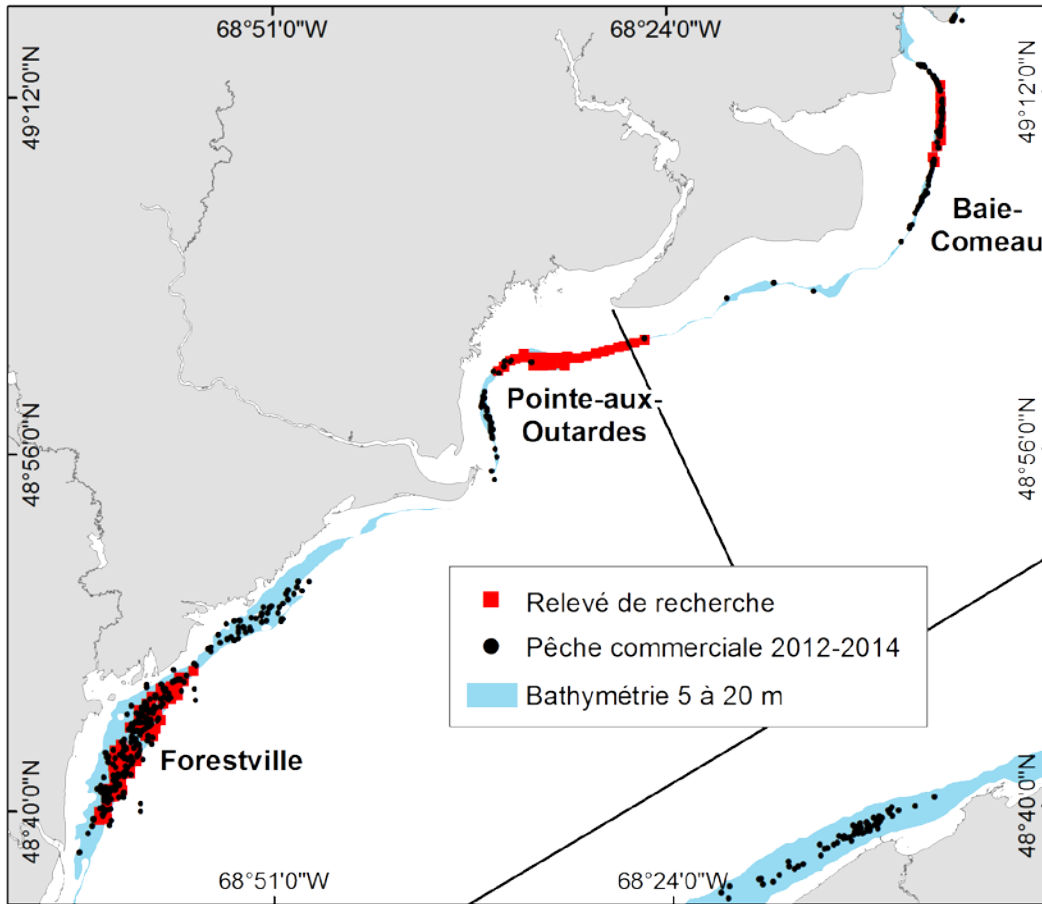 68°51'0"W
68°24'0"W
49°12'0"N
49°12'0"N
Baie-
Comeau
Pointe-aux-
Outardes
48°56'0"N
48°56'0"N
Relevé de recherche
Pêche commerciale 2012-2014
Bathymétrie 5 à 20 m
Forestville
48°40'0"N
48°40'0"N
68°51'0"W
68°24'0"W